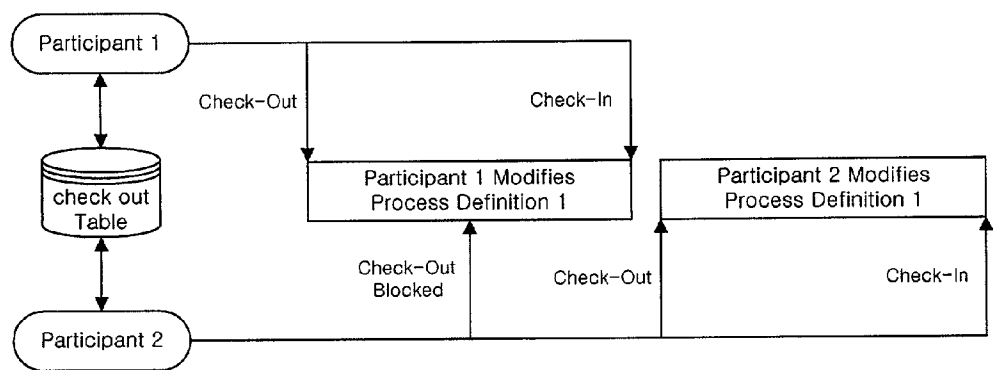 Participant 1
Check-Out
Check-In
check out
Table
Participant 1 Modifies
Process Definition 1
Participant 2 Modifies
Process Definition 1
Check-Out
Blocked
Check-Out
Check-In
Participant 2